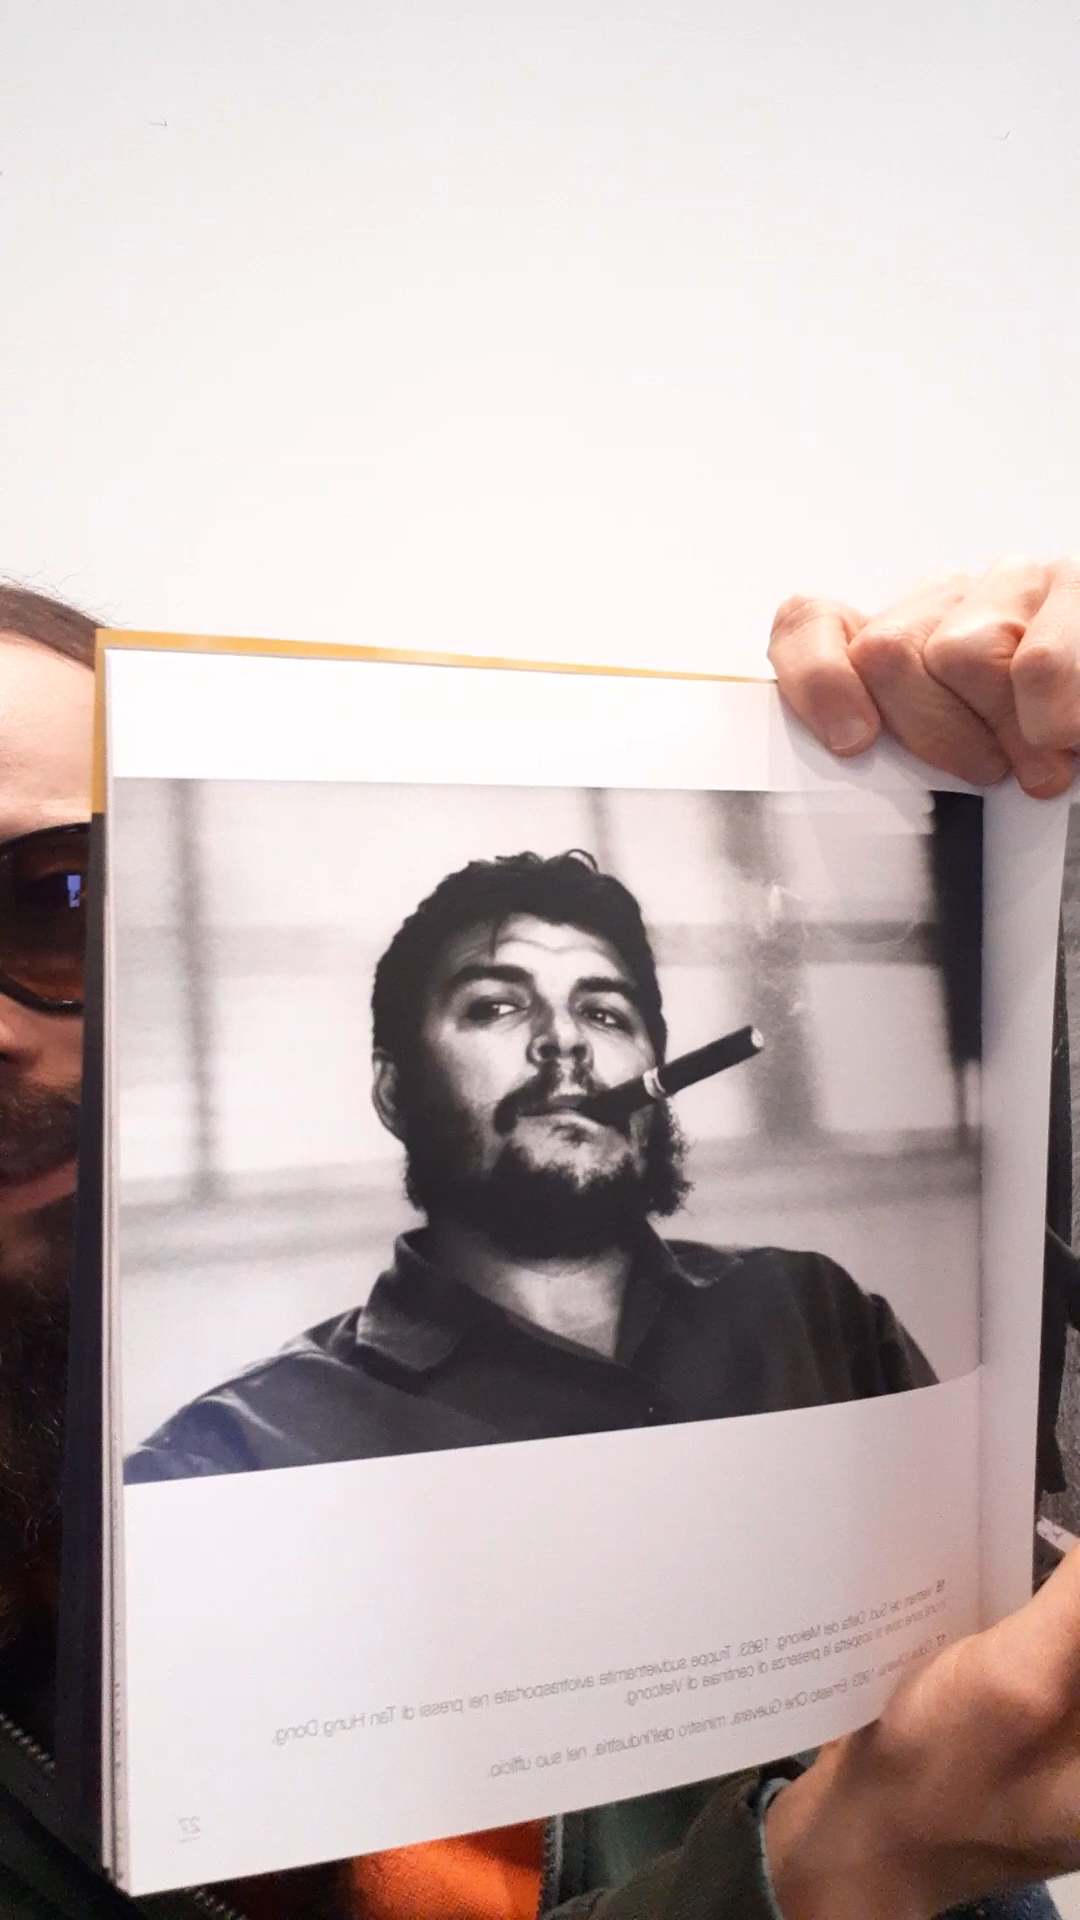 16 Vietnam del Sud, Delta del Mekong, 1963. Truppe sudvietnamite aviotrasportate nei pressi di Tan Hung Dong,
dove si sospetta la presenza di centinaia di Vietcong.
17 Cuba, 1963. Ernesto Che Guevara, ministro dell'industria, nel suo ufficio.
27